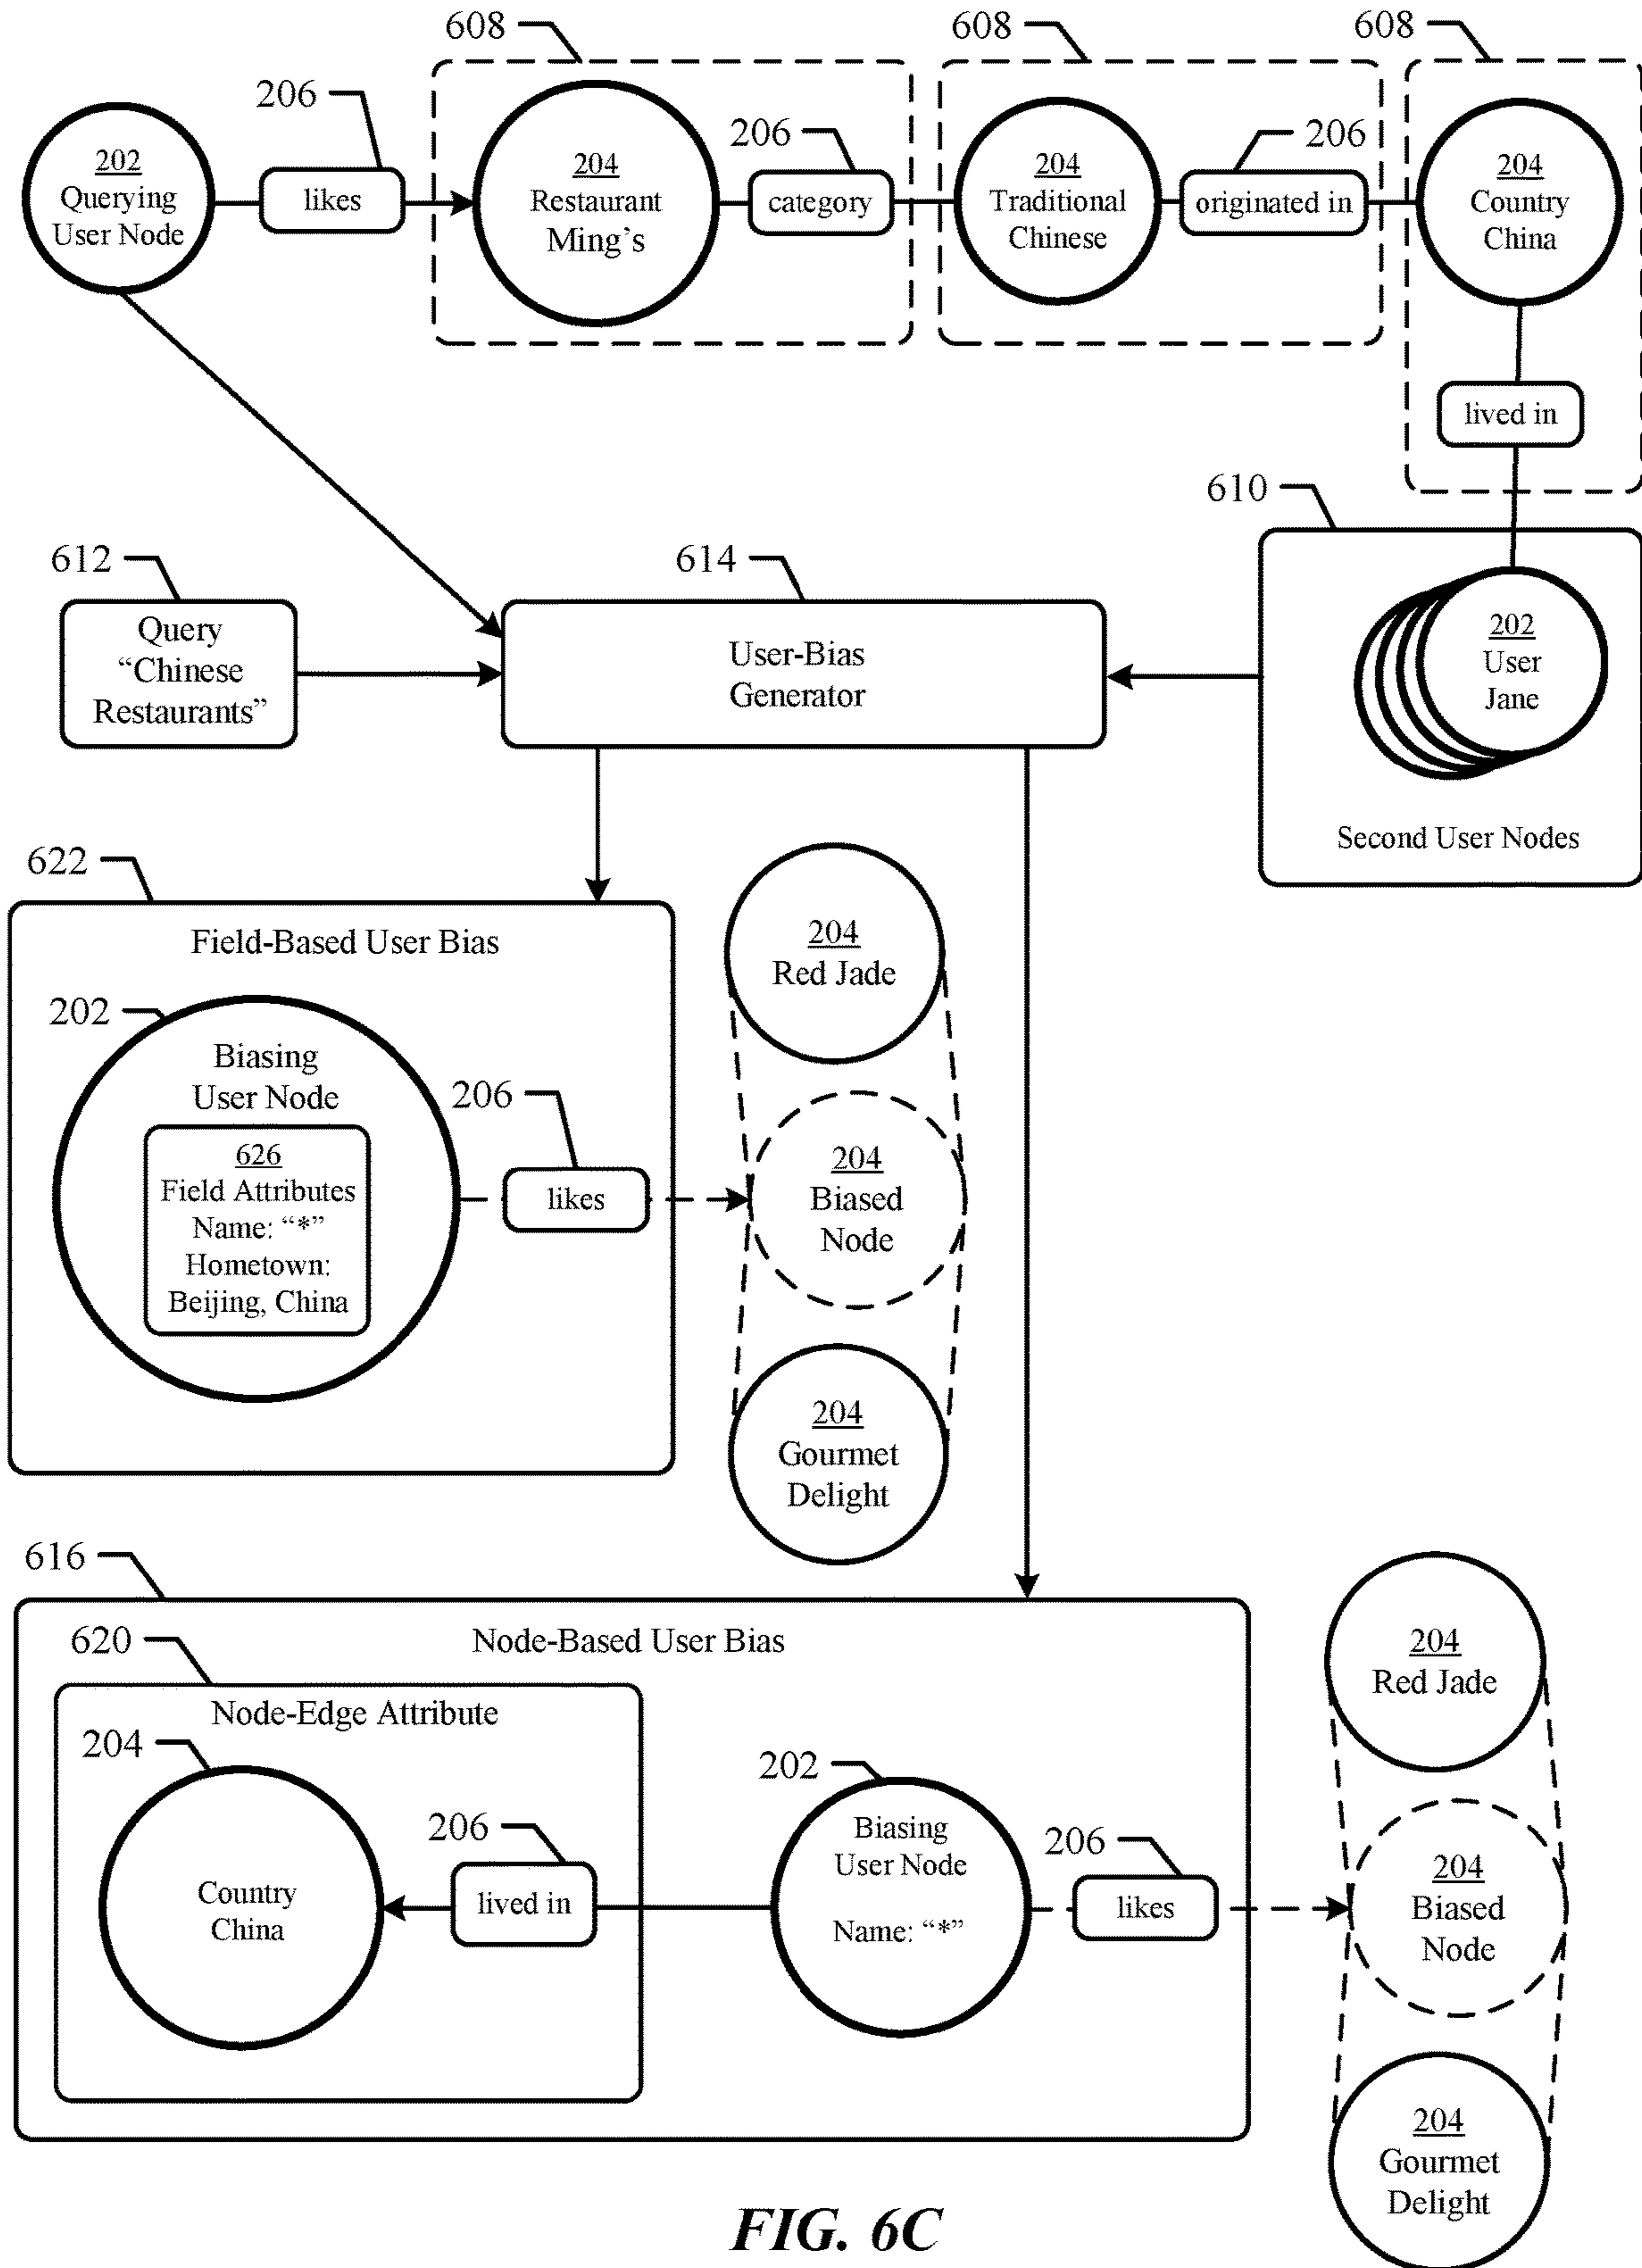 608
608
608
206
206
206
202
Querying
User Node
likes
204
Restaurant
Ming's
category
204
Traditional
Chinese
originated in
204
Country
China
lived in
610
612
614
Query
“Chinese
Restaurants”
User-Bias
Generator
202
User
Jane
Second User Nodes
622
Field-Based User Bias
202
Biasing
User Node
626
Field Attributes
Name: “*”
Hometown:
Beijing, China
206
likes
204
Red Jade
204
Biased
Node
204
Gourmet
Delight
616
Node-Based User Bias
620
Node-Edge Attribute
204
Country
China
206
lived in
202
Biasing
User Node
Name: “*”
206
likes
204
Red Jade
204
Biased
Node
204
Gourmet
Delight
FIG. 6C